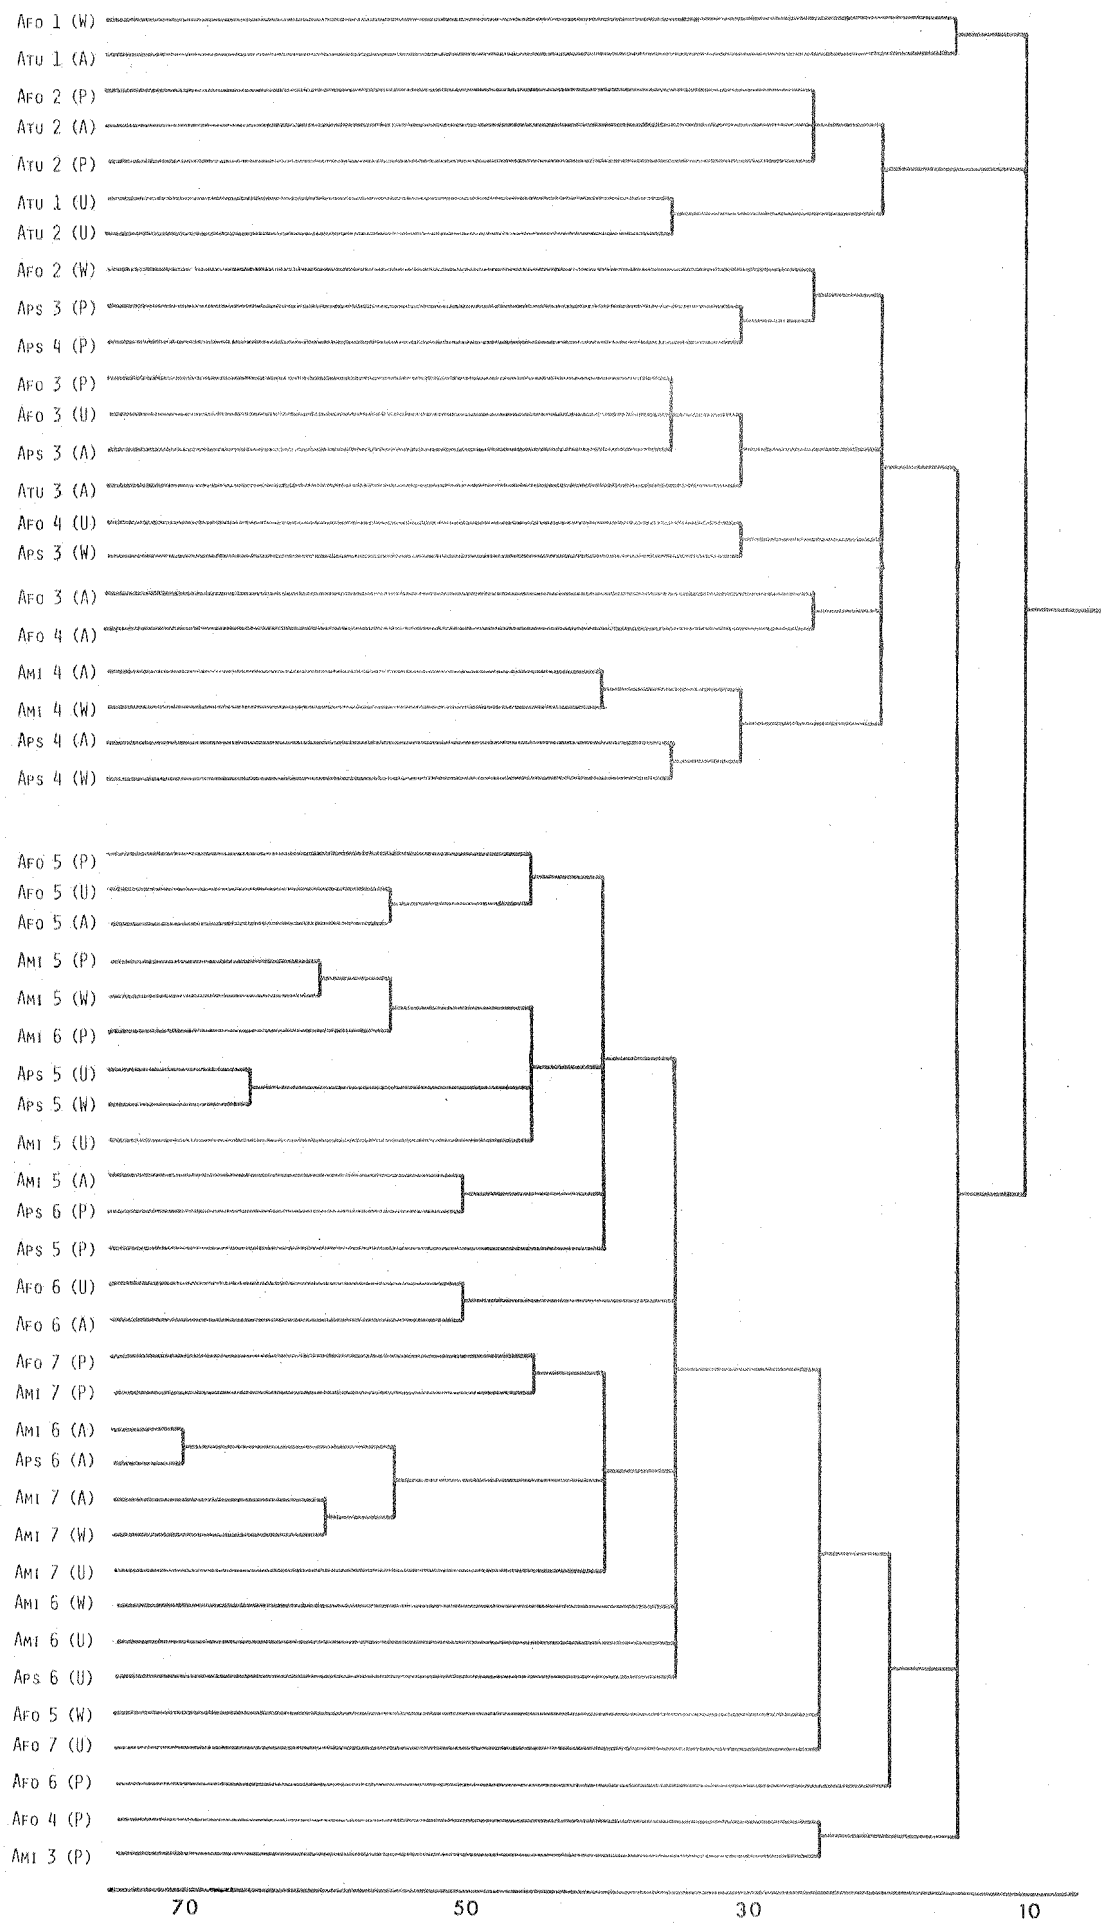 AFO 1 (W)
ATU 1 (A)
AFO 2 (P)
ATU 2 (A)
ATU 2 (P)
ATU 1 (U)
ATU 2 (U)
AFO 2 (W)
APS 3 (P)
APS 4 (P)
AFO 3 (P)
AFO 3 (U)
APS 3 (A)
ATU 3 (A)
AFO 4 (U)
APS 3 (W)
AFO 3 (A)
AFO 4 (A)
AMI 4 (A)
AMI 4 (W)
APS 4 (A)
APS 4 (W)
AFO 5 (P)
AFO 5 (U)
AFO 5 (A)
AMI 5 (P)
AMI 5 (W)
AMI 6 (P)
APS 5 (U)
APS 5 (W)
AMI 5 (U)
AMI 5 (A)
APS 6 (P)
APS 5 (P)
AFO 6 (U)
AFO 6 (A)
AFO 7 (P)
AMI 7 (P)
AMI 6 (A)
APS 6 (A)
AMI 7 (A)
AMI 7 (W)
AMI 7 (U)
AMI 6 (W)
AMI 6 (U)
APS 6 (U)
AFO 5 (W)
AFO 7 (U)
AFO 6 (P)
AFO 4 (P)
AMI 3 (P)
70 50 30 10